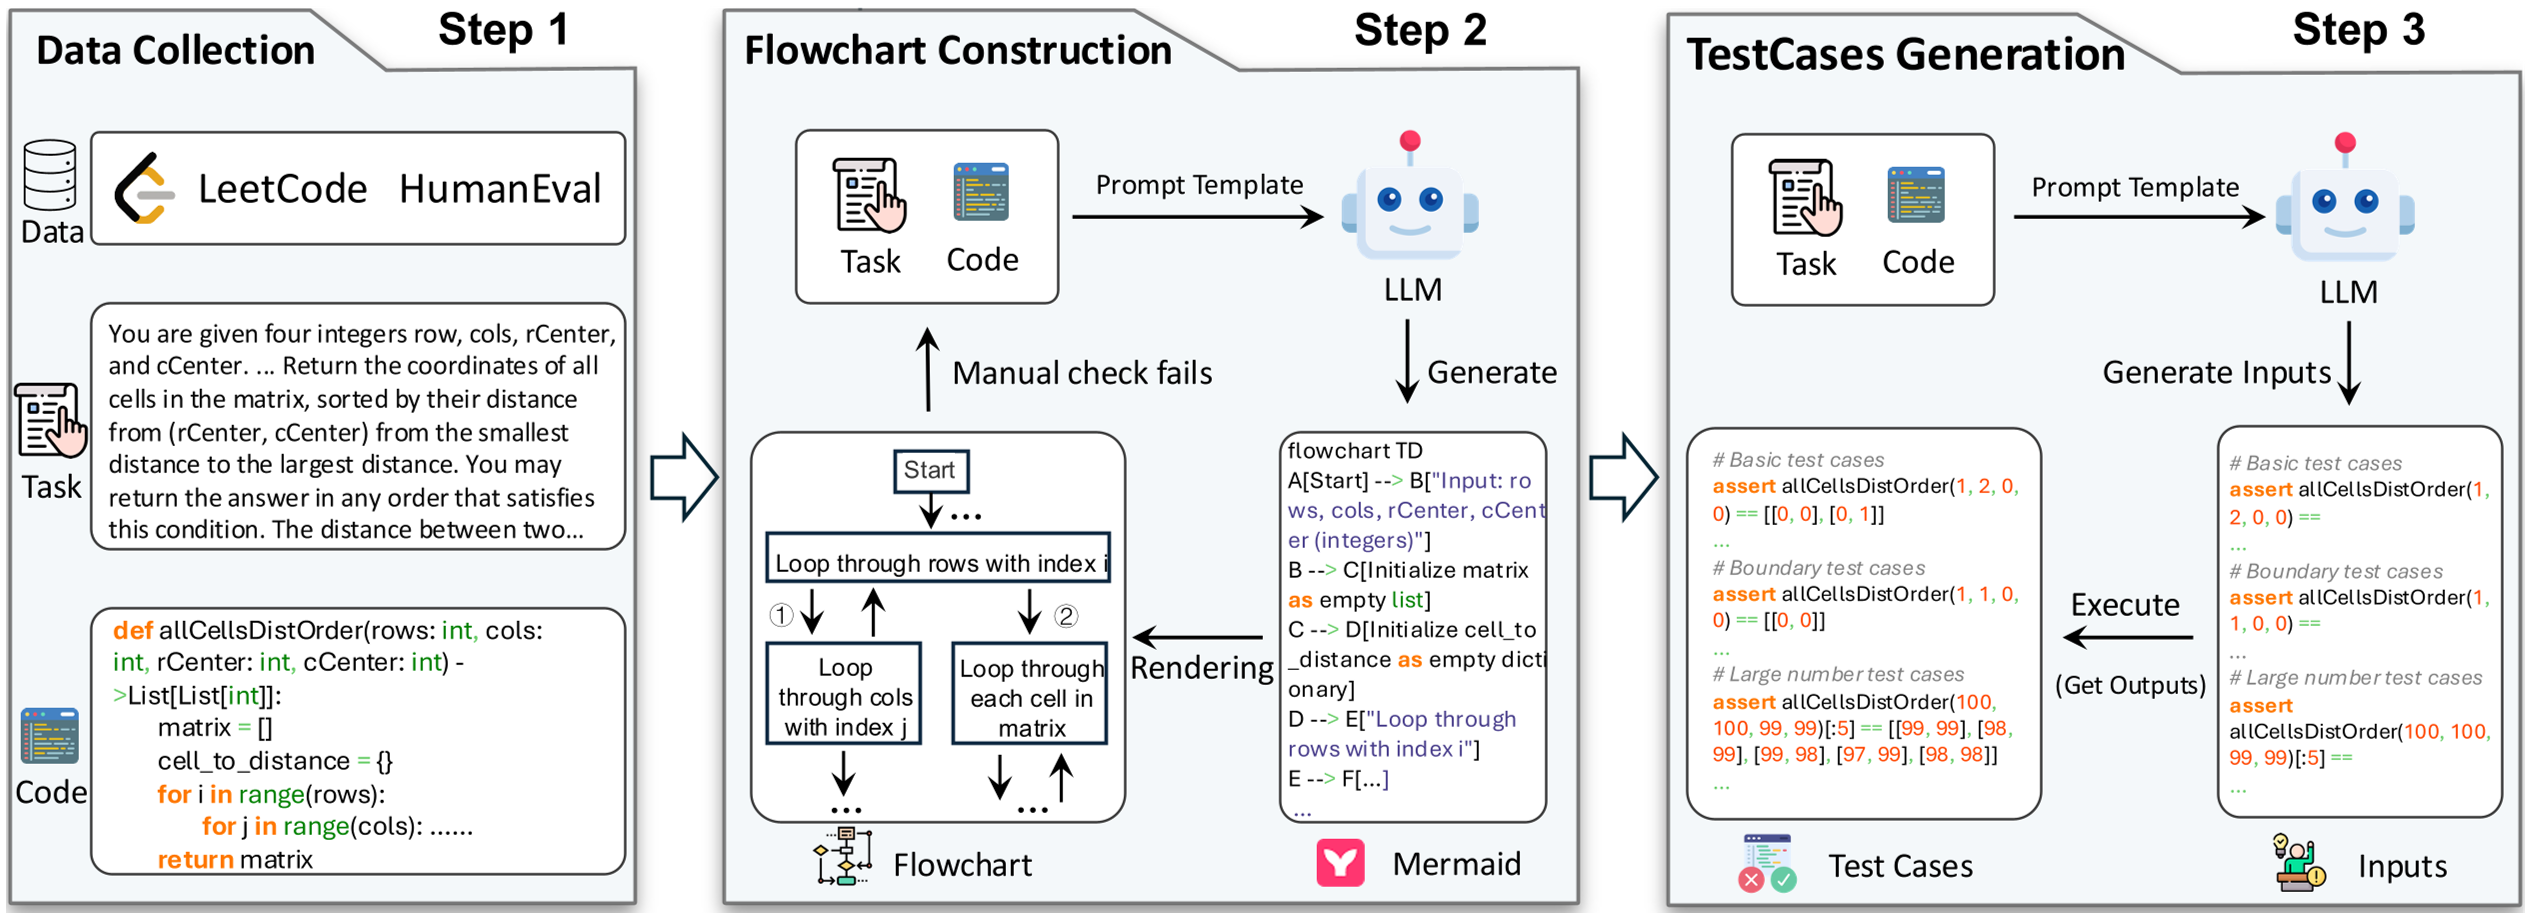 Data Collection
Step 1
Data
LeetCode HumanEval
Task
You are given four integers row, cols, rCenter,
and cCenter. ... Return the coordinates of all
cells in the matrix, sorted by their distance
from (rCenter, cCenter) from the smallest
distance to the largest distance. You may
return the answer in any order that satisfies
this condition. The distance between two...
Code
def allCellsDistOrder(rows: int, cols:
int, rCenter: int, cCenter: int) -
>List[List[int]]:
matrix = []
cell_to_distance = {}
for i in range(rows):
for j in range(cols): ......
return matrix
Flowchart Construction
Step 2
Task
Code
Prompt Template
LLM
Manual check fails
Generate
Start
...
Loop through rows with index i
①
②
Loop
through cols
with index j
Loop through
each cell in
matrix
...
...
Flowchart
Rendering
flowchart TD
A[Start] --> B["Input: ro
ws, cols, rCenter, cCent
er (integers)"]
B --> C[Initialize matrix
as empty list]
C --> D[Initialize cell_to
_distance as empty dicti
onary]
D --> E["Loop through
rows with index i"]
E --> F[...]
...
Mermaid
TestCases Generation
Step 3
Task
Code
Prompt Template
LLM
Generate Inputs
# Basic test cases
assert allCellsDistOrder(1, 2, 0,
0) == [[0, 0], [0, 1]]
...
# Boundary test cases
assert allCellsDistOrder(1, 1, 0,
0) == [[0, 0]]
...
# Large number test cases
assert allCellsDistOrder(100,
100, 99, 99)[:5] == [[99, 99], [98,
99], [99, 98], [97, 99], [98, 98]]
...
Test Cases
Execute
(Get Outputs)
# Basic test cases
assert allCellsDistOrder(1,
2, 0, 0) ==
...
# Boundary test cases
assert allCellsDistOrder(1,
1, 0, 0) ==
...
# Large number test cases
assert
allCellsDistOrder(100, 100,
99, 99)[:5] ==
...
Inputs